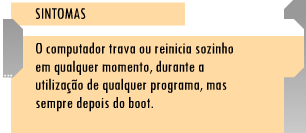 SINTOMAS
O computador trava ou reinicia sozinho
em qualquer momento, durante a
utilização de qualquer programa, mas
sempre depois do boot.